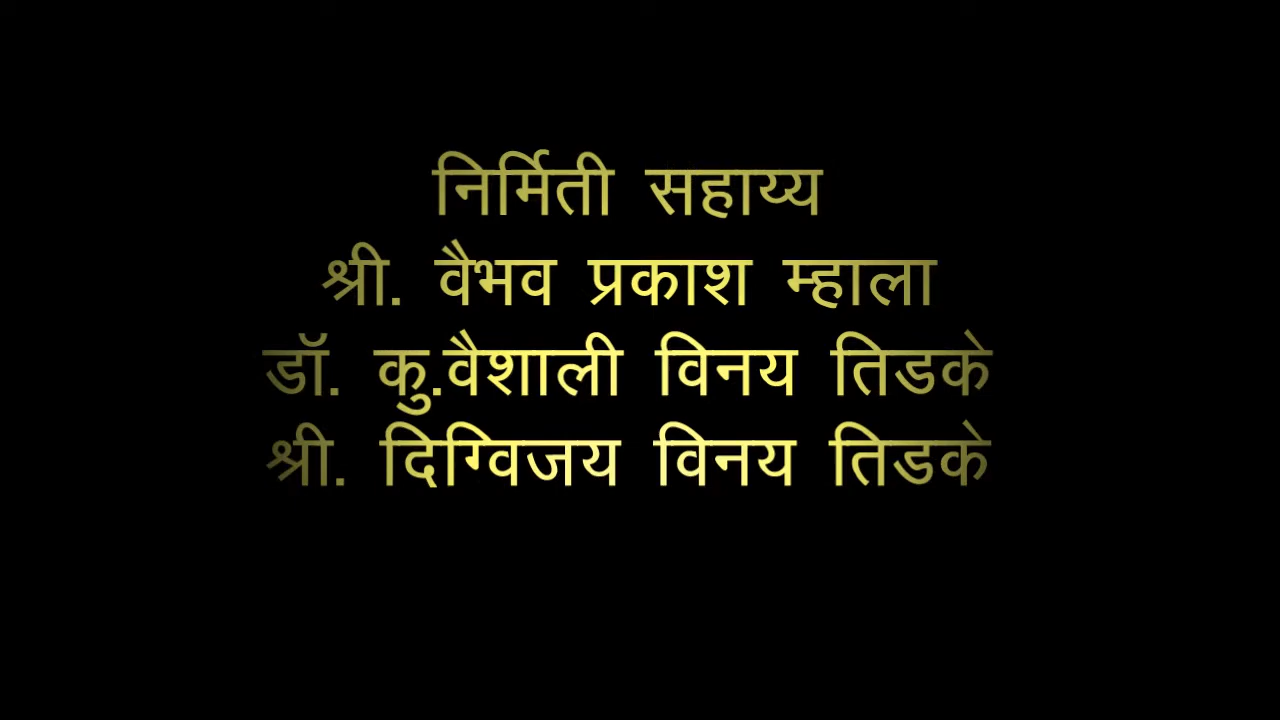 निर्मिती सहाय्य
श्री. वैभव प्रकाश म्हाला
डॉ. कु.वैशाली विनय तिडके
श्री. दिग्विजय विनय तिडके